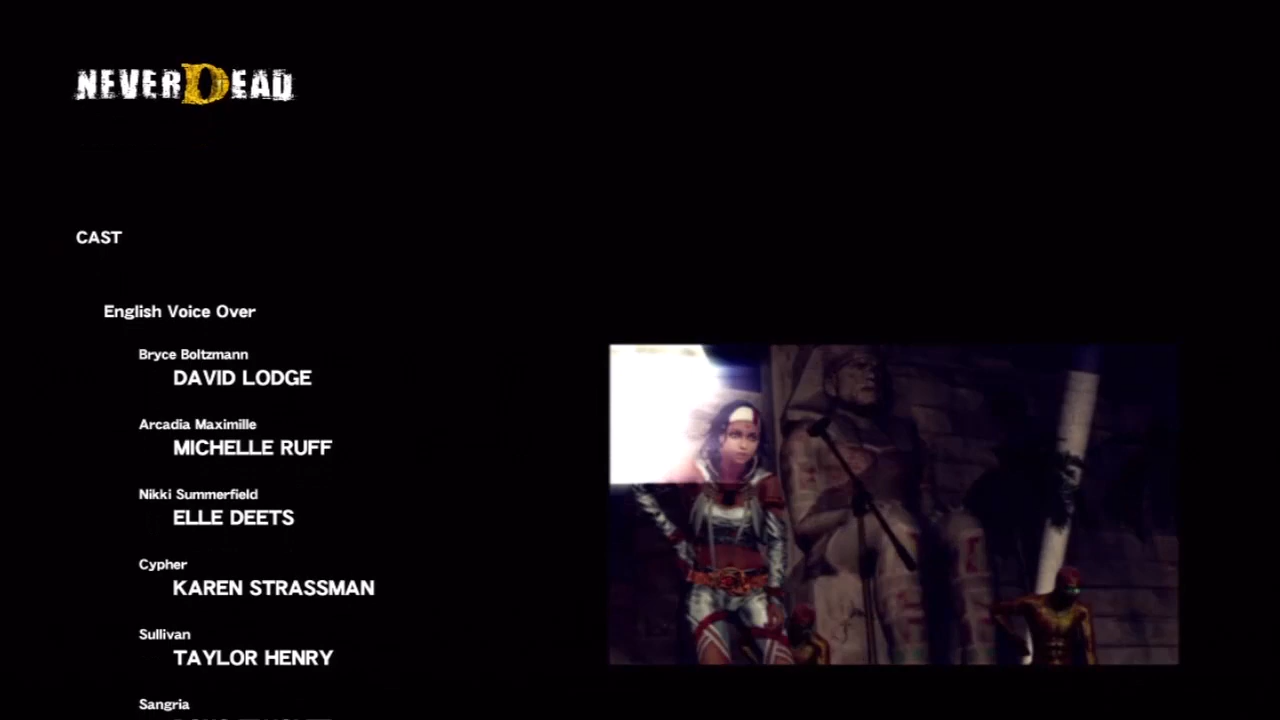 NEVERDEAD
CAST
English Voice Over
Bryce Boltzmann
DAVID LODGE
Arcadia Maximille
MICHELLE RUFF
Nikki Summerfield
ELLE DEETS
Cypher
KAREN STRASSMAN
Sullivan
TAYLOR HENRY
Sangria